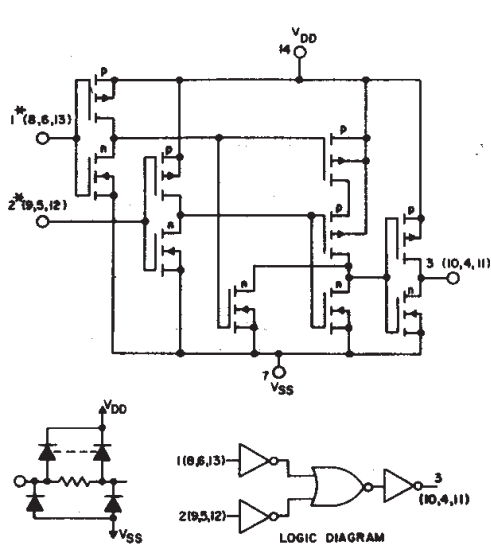 VDD
14
p
1*(8,6,13)
n
p
p
2*(9,5,12)
p
p
n
n
n
n
3 (10,4,11)
7
VSS
VDD
VSS
1(8,6,13)
2(9,5,12)
3
(10,4,11)
LOGIC DIAGRAM